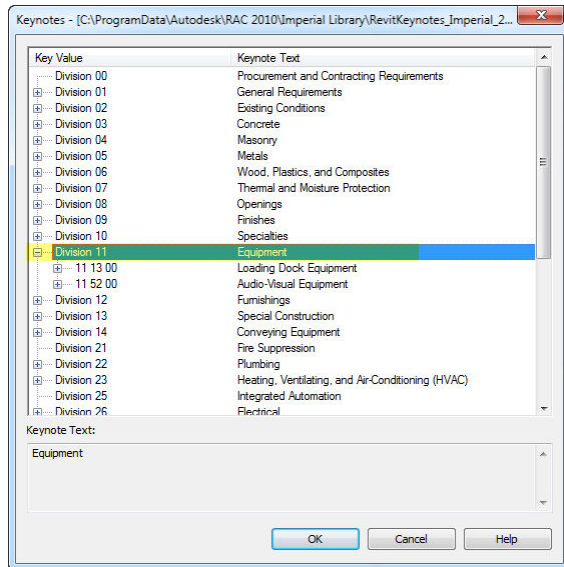 Keynotes - [C:\ProgramData\Autodesk\RAC 2010\Imperial Library\RevitKeynotes_Imperial_2...
Key Value Keynote Text
Division 00 Procurement and Contracting Requirements
Division 01 General Requirements
Division 02 Existing Conditions
Division 03 Concrete
Division 04 Masonry
Division 05 Metals
Division 06 Wood, Plastics, and Composites
Division 07 Thermal and Moisture Protection
Division 08 Openings
Division 09 Finishes
Division 10 Specialties
Division 11 Equipment
11 13 00 Loading Dock Equipment
11 52 00 Audio-Visual Equipment
Division 12 Furnishings
Division 13 Special Construction
Division 14 Conveying Equipment
Division 21 Fire Suppression
Division 22 Plumbing
Division 23 Heating, Ventilating, and Air-Conditioning (HVAC)
Division 25 Integrated Automation
Division 26 Electrical
Keynote Text:
Equipment
OK Cancel Help